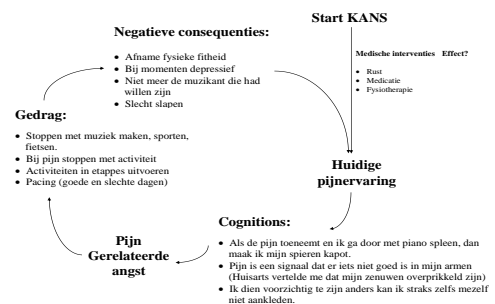 Start KANS
Negatieve consequenties:
• Afname fysieke fitheid
• Bij momenten depressief
• Niet meer de muzikant die had
willen zijn
• Slecht slapen
Medische interventies Effect?
• Rust
• Medicatie
• Fysiotherapie
Gedrag:
• Stoppen met muziek maken, sporten,
fietsen.
• Bij pijn stoppen met activiteit
• Activiteiten in etappes uitvoeren
• Pacing (goede en slechte dagen)
Huidige
pijnervaring
Cognitions:
• Als de pijn toeneemt en ik ga door met piano spleen, dan
maak ik mijn spieren kapot.
• Pijn is een signaal dat er iets niet goed is in mijn armen
(Huisarts vertelde me dat mijn zenuwen overprikkeld zijn)
• Ik dien voorzichtig te zijn anders kan ik straks zelfs mezelf
niet aankleden.
Pijn
Gerelateerde
angst